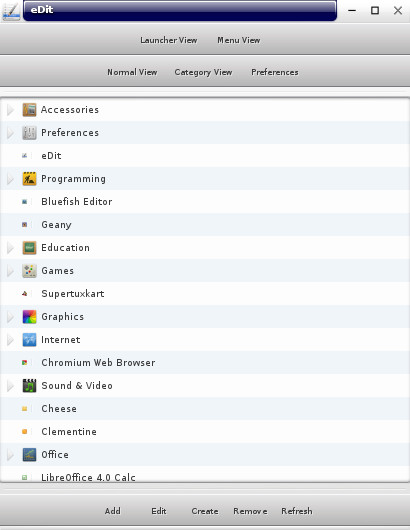 eDit
Launcher View Menu View
Normal View Category View Preferences
Accessories
Preferences
eDit
Programming
Bluefish Editor
Geany
Education
Games
Supertuxkart
Graphics
Internet
Chromium Web Browser
Sound & Video
Cheese
Clementine
Office
LibreOffice 4.0 Calc
Add Edit Create Remove Refresh